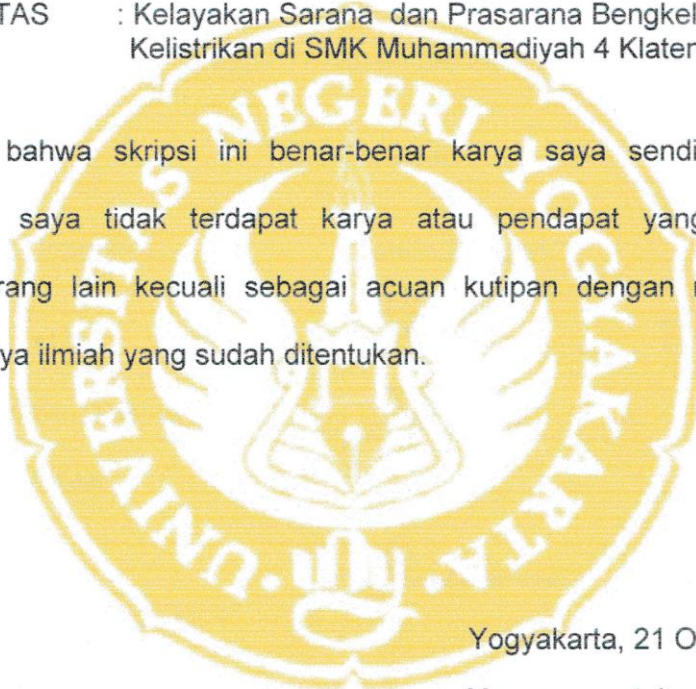 TAS : Kelayakan Sarana dan Prasarana Bengkel
Kelistrikan di SMK Muhammadiyah 4 Klaten
bahwa skripsi ini benar-benar karya saya sendi
saya tidak terdapat karya atau pendapat yang
rang lain kecuali sebagai acuan kutipan dengan
ya ilmiah yang sudah ditentukan.
UNIVERSITAS NEGERI YOGYAKARTA
Yogyakarta, 21 O